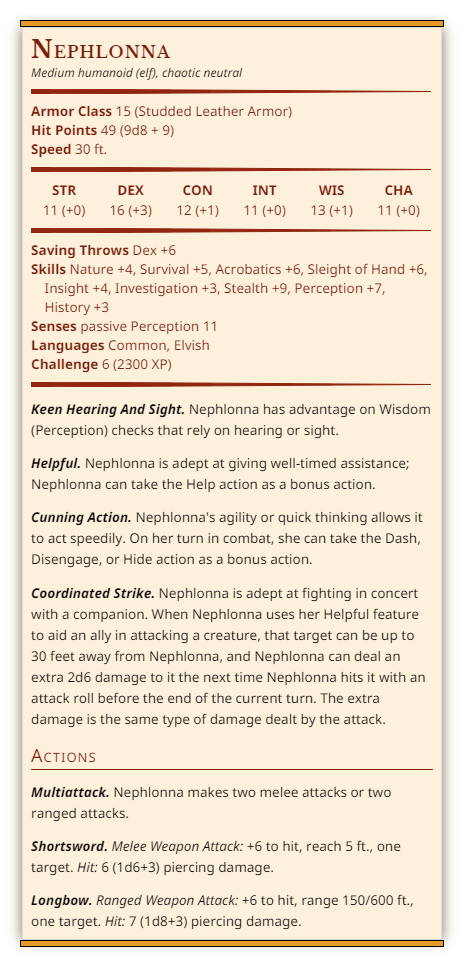 Nephlonna
Medium humanoid (elf), chaotic neutral
Armor Class 15 (Studded Leather Armor)
Hit Points 49 (9d8 + 9)
Speed 30 ft.
STR DEX CON INT WIS CHA
11 (+0) 16 (+3) 12 (+1) 11 (+0) 13 (+1) 11 (+0)
Saving Throws Dex +6
Skills Nature +4, Survival +5, Acrobatics +6, Sleight of Hand +6,
Insight +4, Investigation +3, Stealth +9, Perception +7,
History +3
Senses passive Perception 11
Languages Common, Elvish
Challenge 6 (2300 XP)
Keen Hearing And Sight. Nephlonna has advantage on Wisdom
(Perception) checks that rely on hearing or sight.
Helpful. Nephlonna is adept at giving well-timed assistance;
Nephlonna can take the Help action as a bonus action.
Cunning Action. Nephlonna's agility or quick thinking allows it
to act speedily. On her turn in combat, she can take the Dash,
Disengage, or Hide action as a bonus action.
Coordinated Strike. Nephlonna is adept at fighting in concert
with a companion. When Nephlonna uses her Helpful feature
to aid an ally in attacking a creature, that target can be up to
30 feet away from Nephlonna, and Nephlonna can deal an
extra 2d6 damage to it the next time Nephlonna hits it with an
attack roll before the end of the current turn. The extra
damage is the same type of damage dealt by the attack.
Actions
Multiattack. Nephlonna makes two melee attacks or two
ranged attacks.
Shortsword. Melee Weapon Attack: +6 to hit, reach 5 ft., one
target. Hit: 6 (1d6+3) piercing damage.
Longbow. Ranged Weapon Attack: +6 to hit, range 150/600 ft.,
one target. Hit: 7 (1d8+3) piercing damage.